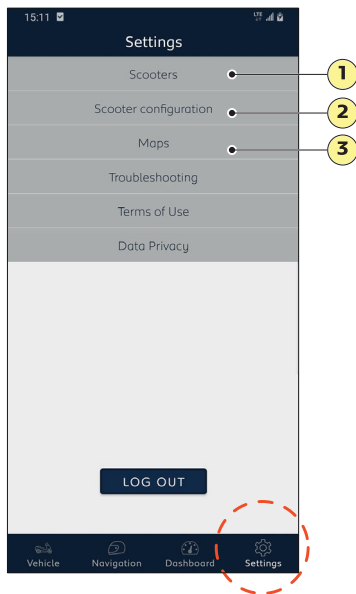 15:11 LTE
Settings
Scooters 1
Scooter configuration 2
Maps 3
Troubleshooting
Terms of Use
Data Privacy
LOG OUT
Vehicle Navigation Dashboard Settings